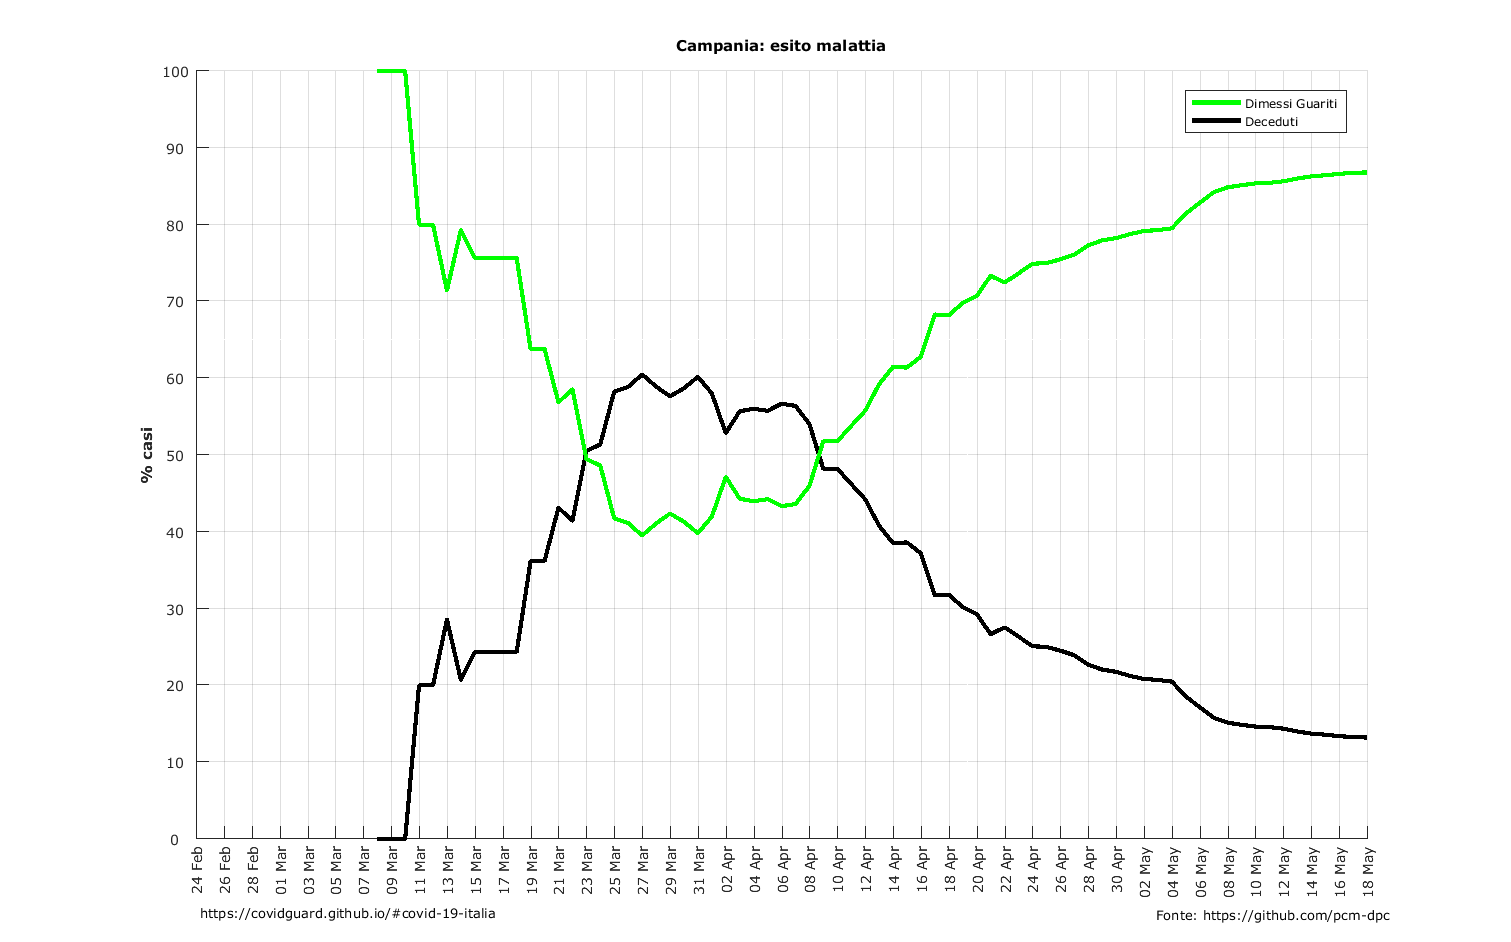 Campania: esito malattia
Dimessi Guariti
Deceduti
% casi
100
90
80
70
60
50
40
30
20
10
0
24 Feb
26 Feb
28 Feb
01 Mar
03 Mar
05 Mar
07 Mar
09 Mar
11 Mar
13 Mar
15 Mar
17 Mar
19 Mar
21 Mar
23 Mar
25 Mar
27 Mar
29 Mar
31 Mar
02 Apr
04 Apr
06 Apr
08 Apr
10 Apr
12 Apr
14 Apr
16 Apr
18 Apr
20 Apr
22 Apr
24 Apr
26 Apr
28 Apr
30 Apr
02 May
04 May
06 May
08 May
10 May
12 May
14 May
16 May
18 May
https://covidguard.github.io/#covid-19-italia
Fonte: https://github.com/pcm-dpc